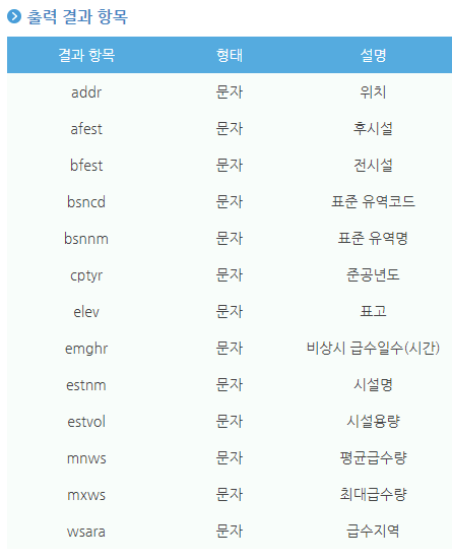 출력 결과 항목
결과 항목 형태 설명
addr 문자 위치
afest 문자 후시설
bfest 문자 전시설
bsncd 문자 표준 유역코드
bsnnm 문자 표준 유역명
cptyr 문자 준공년도
elev 문자 표고
emghr 문자 비상시 급수일수(시간)
estnm 문자 시설명
estvol 문자 시설용량
mnws 문자 평균급수량
mxws 문자 최대급수량
wsara 문자 급수지역